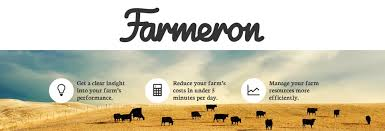 Farmeron
Get a clear insight
into your farm's
performance.
Reduce your farm's
costs in under 5
minutes per day.
Manage your farm
resources more
efficiently.